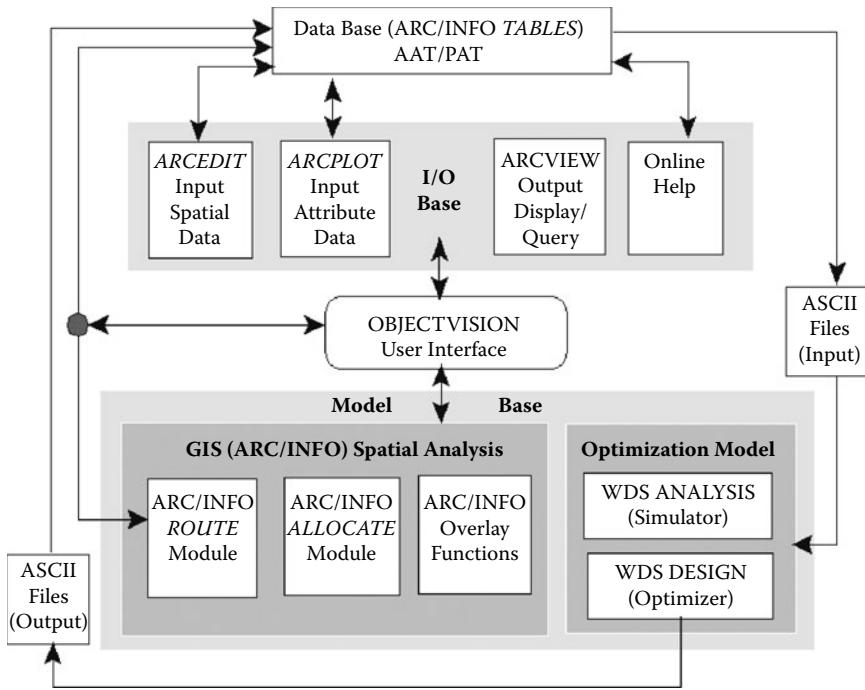 Data Base (ARC/INFO TABLES)
AAT/PAT
ARCEDIT
Input
Spatial
Data
ARCPLOT
Input
Attribute
Data
I/O
Base
ARCVIEW
Output
Display/
Query
Online
Help
OBJECTVISION
User Interface
ASCII
Files
(Input)
Model Base
GIS (ARC/INFO) Spatial Analysis
ARC/INFO
ROUTE
Module
ARC/INFO
ALLOCATE
Module
ARC/INFO
Overlay
Functions
Optimization Model
WDS ANALYSIS
(Simulator)
WDS DESIGN
(Optimizer)
ASCII
Files
(Output)